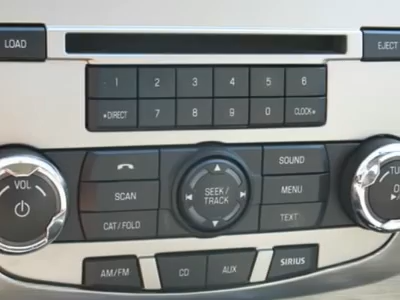 LOAD
EJECT
1 2 3 4 5 6
*DIRECT 7 8 9 0 CLOCK#
VOL
SOUND
SCAN
SEEK/
TRACK
MENU
CAT/FOLD
TEXT
AM/FM
CD
AUX
SIRIUS